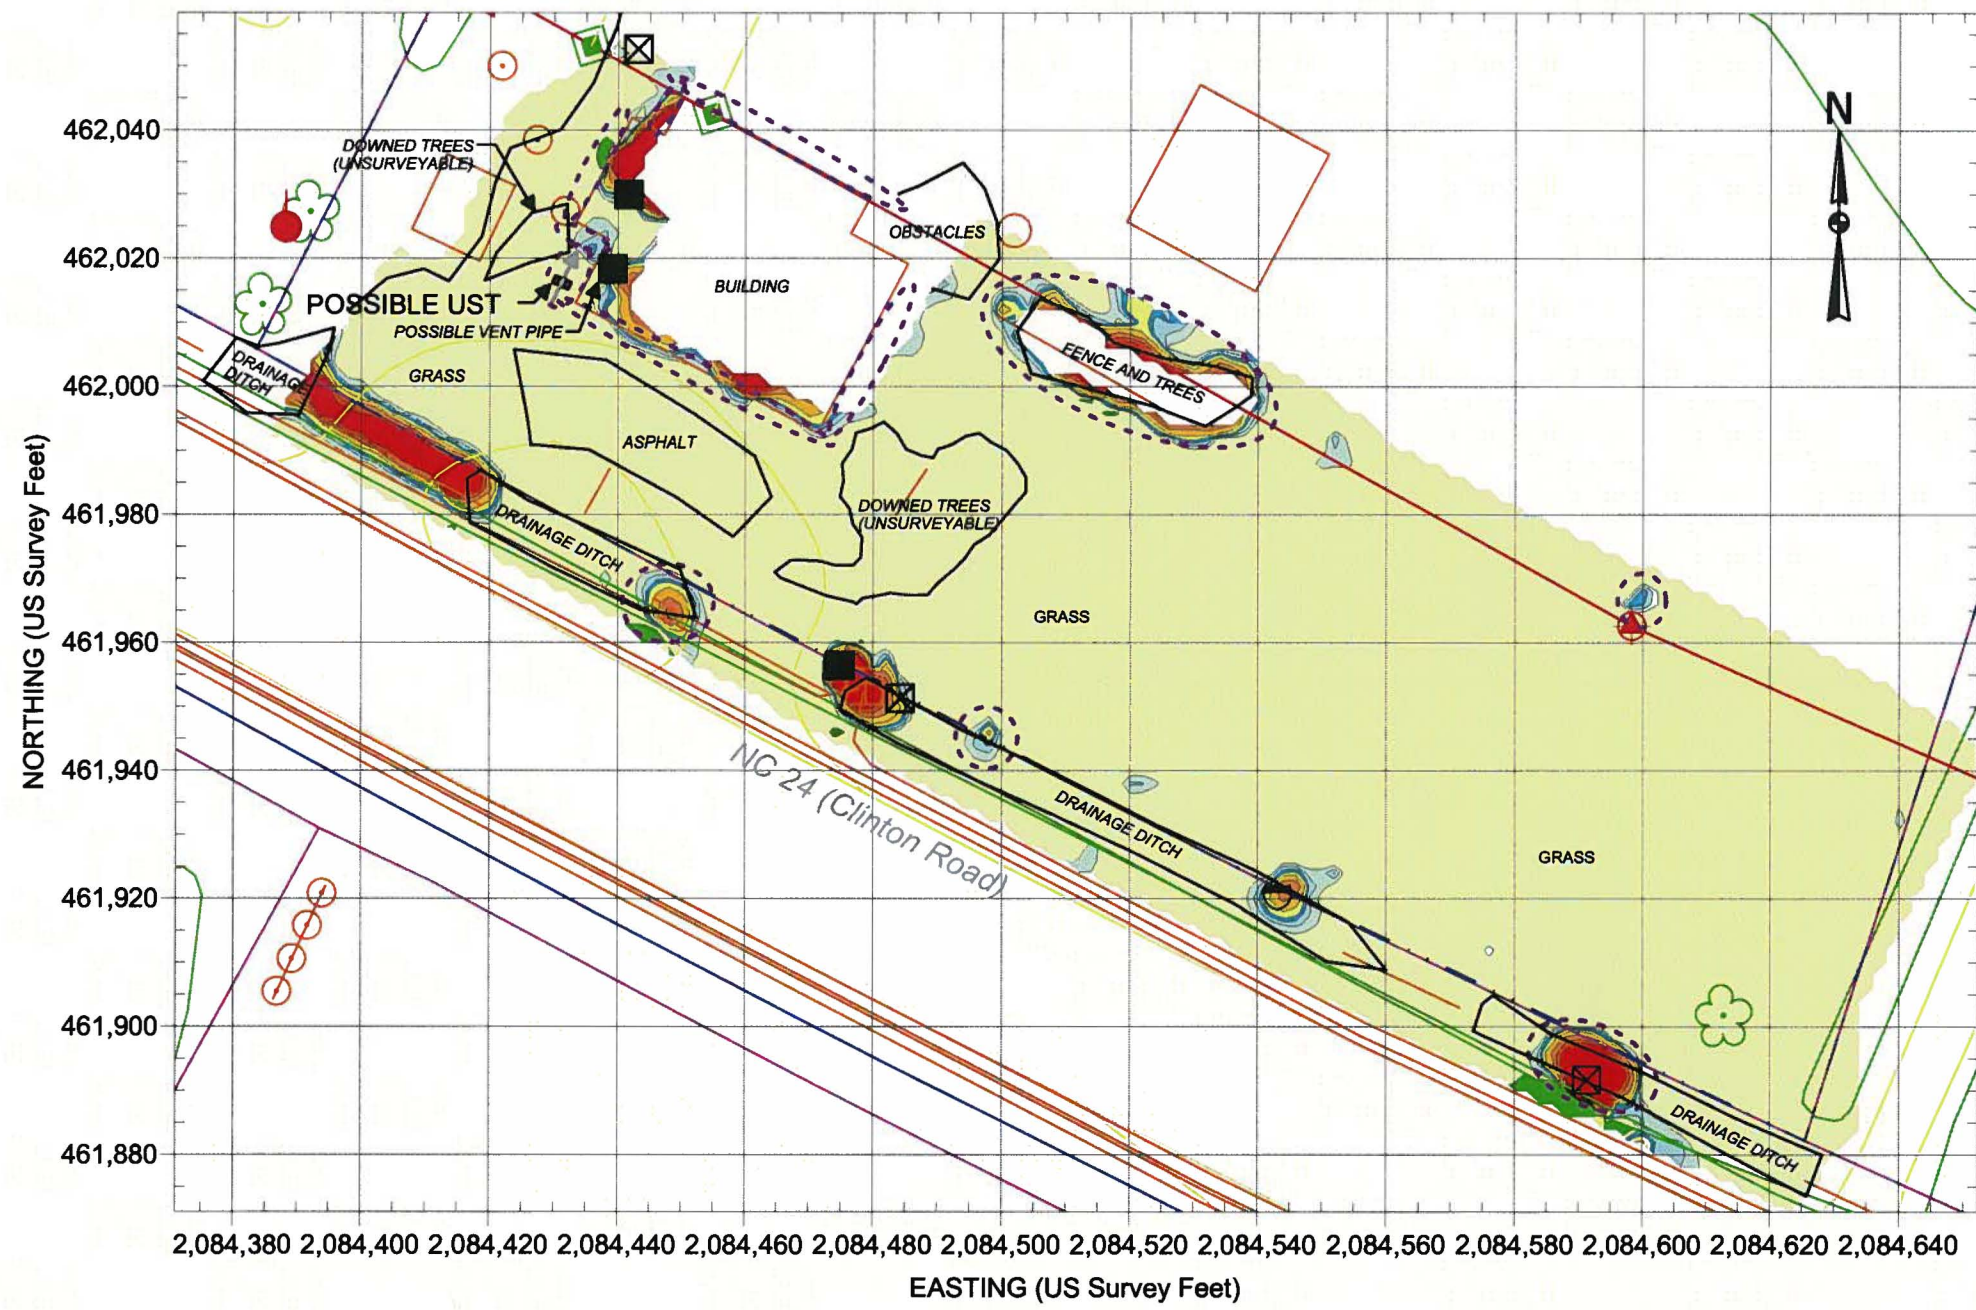 N
462,040
DOWNED TREES
(UNSURVEYABLE)
OBSTACLES
462,020
BUILDING
POSSIBLE UST
POSSIBLE VENT PIPE
FENCE AND TREES
DRAINAGE
DITCH
GRASS
462,000
ASPHALT
DOWNED TREES
(UNSURVEYABLE)
461,980
DRAINAGE DITCH
GRASS
461,960
461,940
NC 24 (Clinton Road)
DRAINAGE DITCH
GRASS
461,920
461,900
DRAINAGE DITCH
461,880
NORTHING (US Survey Feet)
2,084,380 2,084,400 2,084,420 2,084,440 2,084,460 2,084,480 2,084,500 2,084,520 2,084,540 2,084,560 2,084,580 2,084,600 2,084,620 2,084,640
EASTING (US Survey Feet)